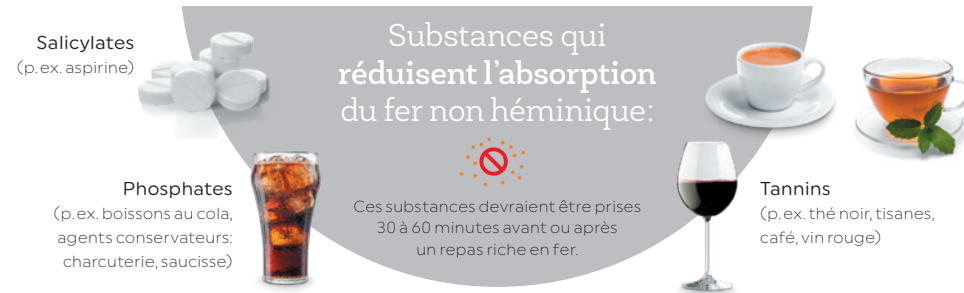 Salicylates
(p.ex. aspirine)
Substances qui
réduisent l'absorption
du fer non héminique:
Ces substances devraient être prises
30 à 60 minutes avant ou après
un repas riche en fer.
Phosphates
(p.ex. boissons au cola,
agents conservateurs:
charcuterie, saucisse)
Tannins
(p.ex. thé noir, tisanes,
café, vin rouge)